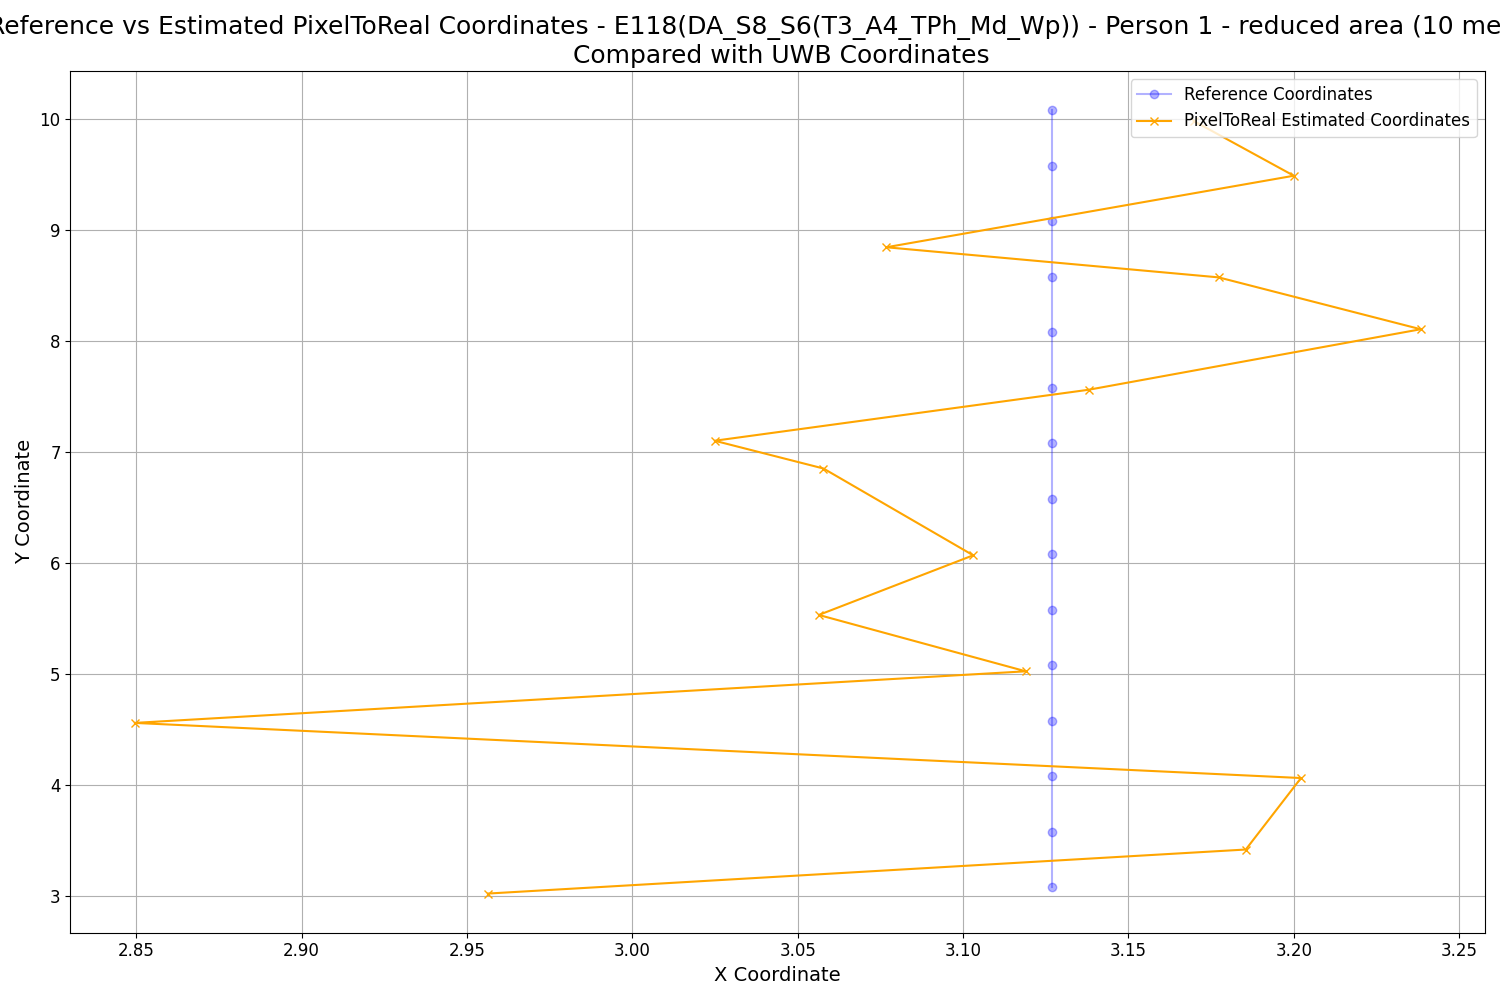 Reference vs Estimated PixelToReal Coordinates - E118(DA_S8_S6(T3_A4_TPh_Md_Wp)) - Person 1 - reduced area (10 me
Compared with UWB Coordinates
Reference Coordinates
PixelToReal Estimated Coordinates
Y Coordinate
10
9
8
7
6
5
4
3
2.85 2.90 2.95 3.00 3.05 3.10 3.15 3.20 3.25
X Coordinate